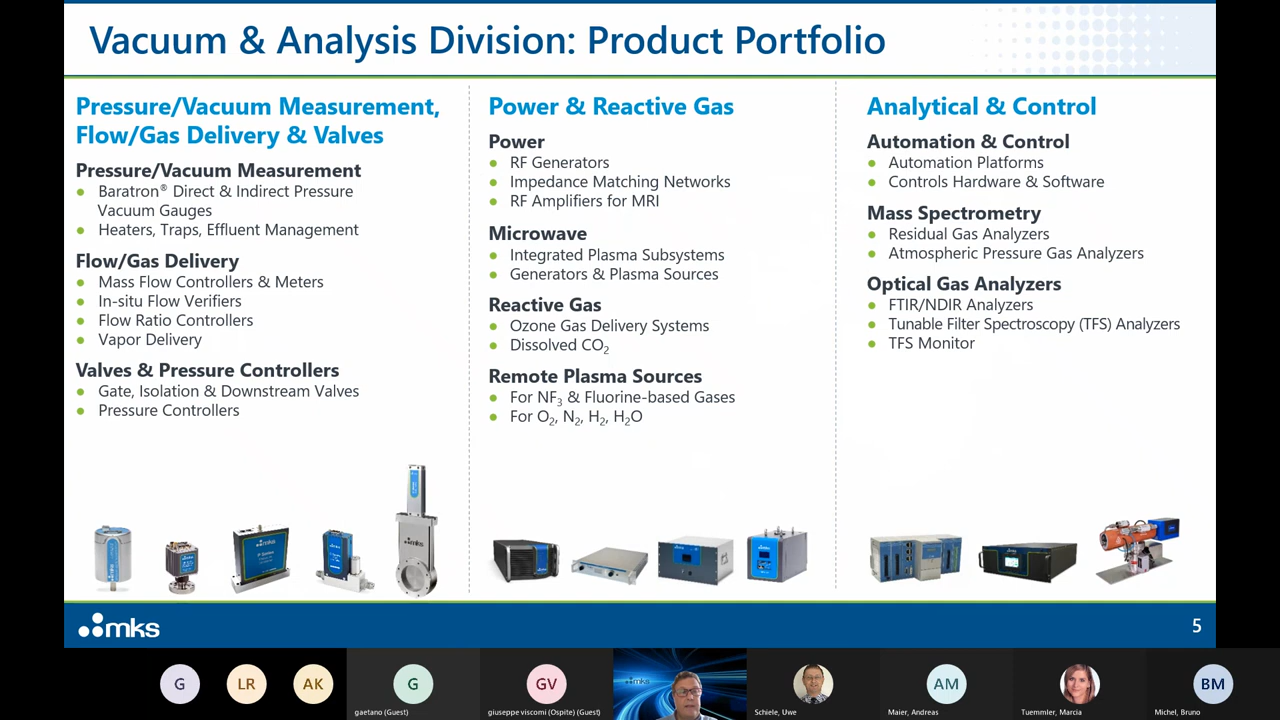 Vacuum & Analysis Division: Product Portfolio
Pressure/Vacuum Measurement,
Flow/Gas Delivery & Valves
Pressure/Vacuum Measurement
Baratron® Direct & Indirect Pressure
Vacuum Gauges
Heaters, Traps, Effluent Management
Flow/Gas Delivery
Mass Flow Controllers & Meters
In-situ Flow Verifiers
Flow Ratio Controllers
Vapor Delivery
Valves & Pressure Controllers
Gate, Isolation & Downstream Valves
Pressure Controllers
Power & Reactive Gas
Power
RF Generators
Impedance Matching Networks
RF Amplifiers for MRI
Microwave
Integrated Plasma Subsystems
Generators & Plasma Sources
Reactive Gas
Ozone Gas Delivery Systems
Dissolved CO₂
Remote Plasma Sources
For NF₃ & Fluorine-based Gases
For O₂, N₂, H₂, H₂O
Analytical & Control
Automation & Control
Automation Platforms
Controls Hardware & Software
Mass Spectrometry
Residual Gas Analyzers
Atmospheric Pressure Gas Analyzers
Optical Gas Analyzers
FTIR/NDIR Analyzers
Tunable Filter Spectroscopy (TFS) Analyzers
TFS Monitor
mks
mks
mks
5
G
LR
AK
G
gaetano (Guest)
GV
giuseppe viscomi (Ospite) (Guest)
mks
Schiele, Uwe
AM
Maier, Andreas
Tuemmler, Marcia
BM
Michel, Bruno